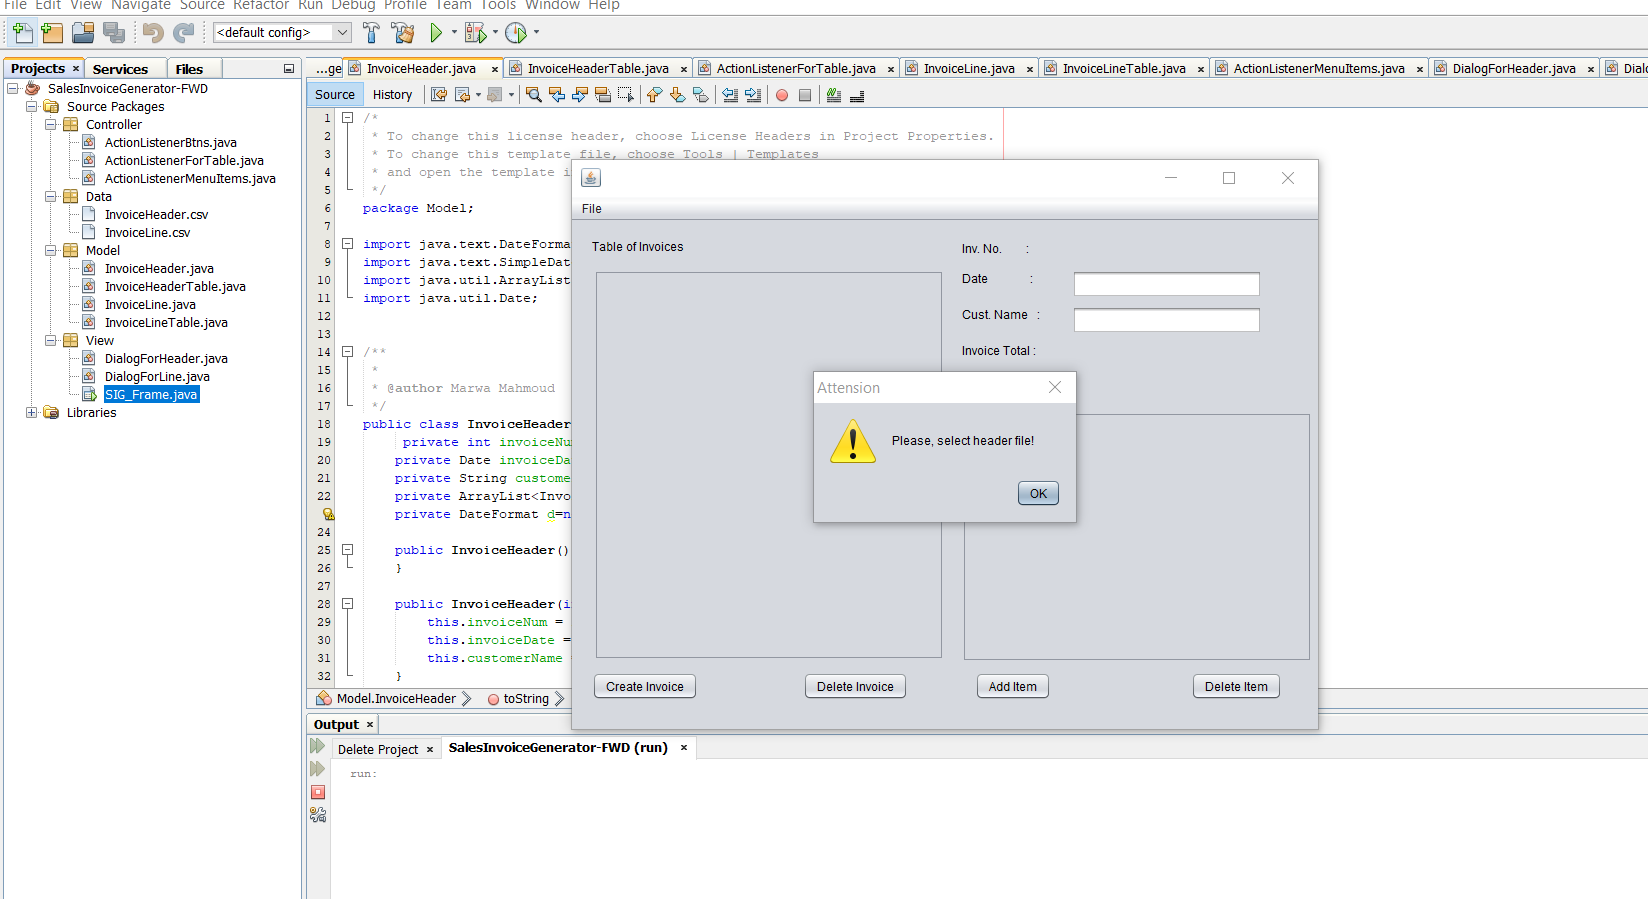 File Edit View Navigate Source Refactor Run Debug Profile Team Tools Window Help
<default config>
Projects × Services Files
...ge InvoiceHeader.java × InvoiceHeaderTable.java × ActionListenerForTable.java × InvoiceLine.java × InvoiceLineTable.java × ActionListenerMenuItems.java × DialogForHeader.java × Dialo
Source History
SalesInvoiceGenerator-FWD
Source Packages
Controller
ActionListenerBtns.java
ActionListenerForTable.java
ActionListenerMenuItems.java
Data
InvoiceHeader.csv
InvoiceLine.csv
Model
InvoiceHeader.java
InvoiceHeaderTable.java
InvoiceLine.java
InvoiceLineTable.java
View
DialogForHeader.java
DialogForLine.java
SIG_Frame.java
Libraries
1 /*
2 * To change this license header, choose License Headers in Project Properties.
3 * To change this template file, choose Tools | Templates
4 * and open the template i
5 */
6 package Model;
7
8 import java.text.DateForma
9 import java.text.SimpleDat
10 import java.util.ArrayList
11 import java.util.Date;
12
13
14 /**
15 *
16 * @author Marwa Mahmoud
17 */
18 public class InvoiceHeader
19 private int invoiceNu
20 private Date invoiceDa
21 private String custome
22 private ArrayList<Invo
private DateFormat d=n
24
25 public InvoiceHeader()
26 }
27
28 public InvoiceHeader(i
29 this.invoiceNum =
30 this.invoiceDate =
31 this.customerName
32 }
Model.InvoiceHeader toString
File
Table of Invoices
Inv. No. :
Date :
Cust. Name :
Invoice Total :
Attension
Please, select header file!
OK
Create Invoice Delete Invoice Add Item Delete Item
Output ×
Delete Project × SalesInvoiceGenerator-FWD (run) ×
run: